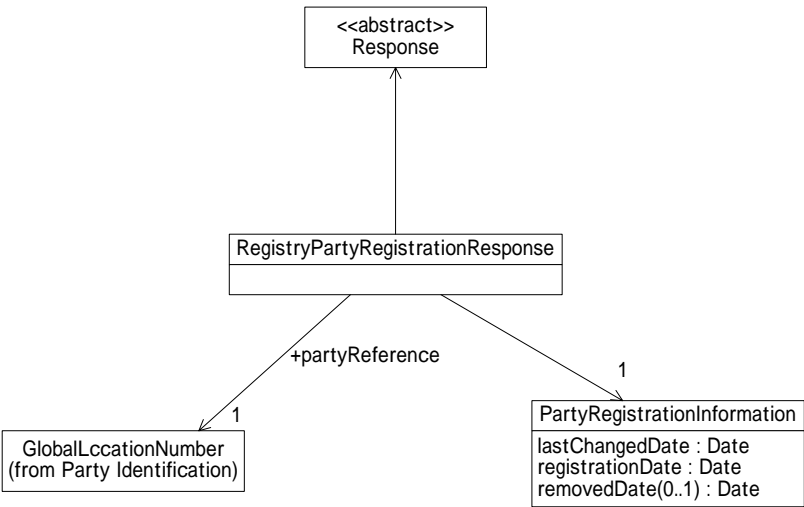 <<abstract>>
Response
RegistryPartyRegistrationResponse
+partyReference
1
1
GlobalLccationNumber
(from Party Identification)
PartyRegistrationInformation
lastChangedDate : Date
registrationDate : Date
removedDate(0..1) : Date